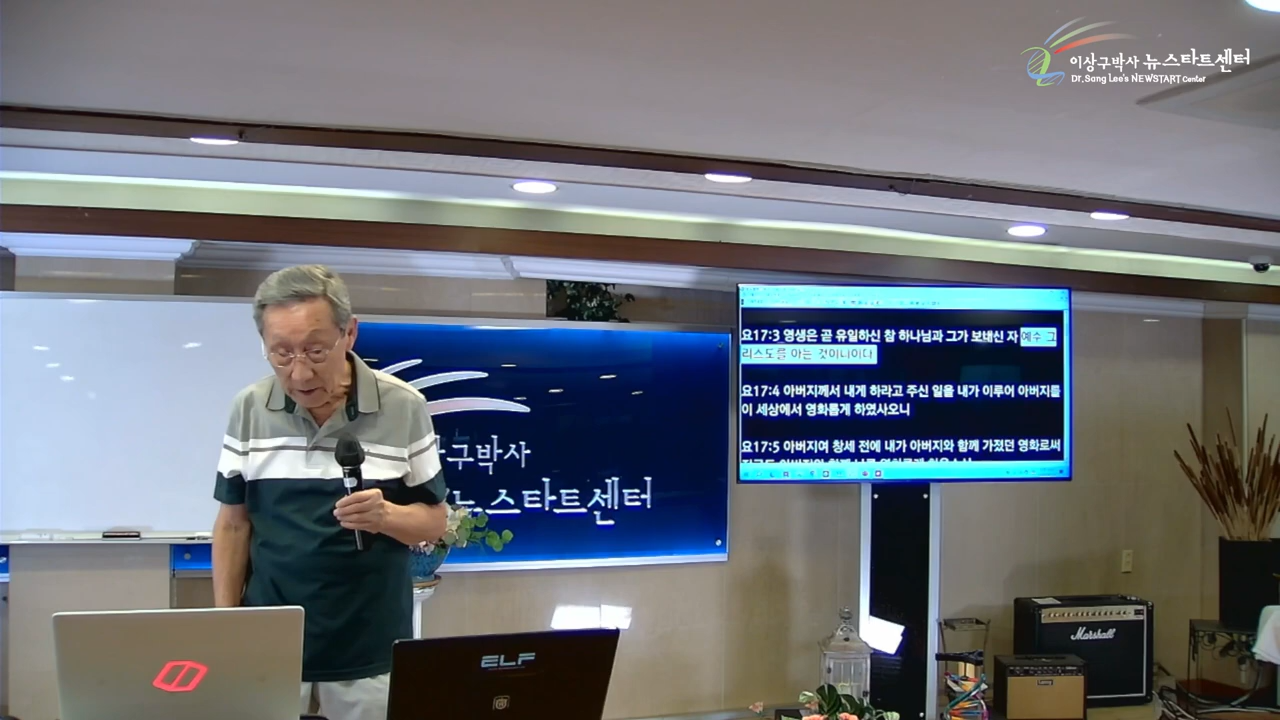 이상구박사 뉴스타트센터
Dr. Sang Lee's NEWSTART Center
요17:3 영생은 곧 유일하신 참 하나님과 그가 보내신 자 예수 그
리스도를 아는 것이니이다
요17:4 아버지께서 내게 하라고 주신 일을 내가 이루어 아버지를
이 세상에서 영화롭게 하였사오니
요17:5 아버지여 창세 전에 내가 아버지와 함께 가졌던 영화로써
구박사
뉴스타트센터
ELF
Marshall